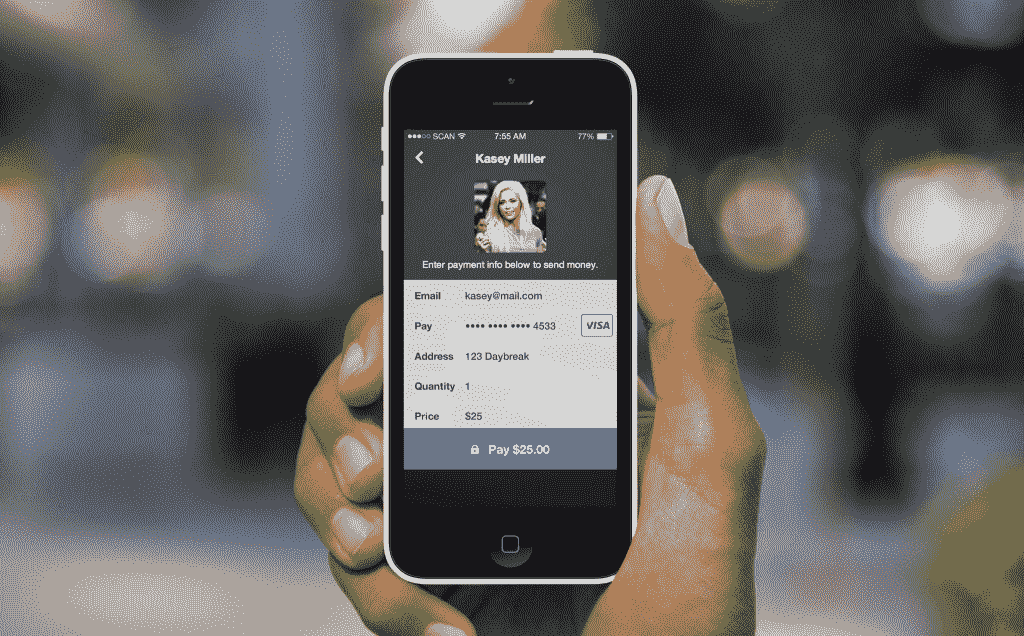 SCAN 7:55 AM 77%
Kasey Miller
Enter payment info below to send money.
Email kasey@mail.com
Pay •••• •••• •••• 4533 VISA
Address 123 Daybreak
Quantity 1
Price $25
Pay $25.00